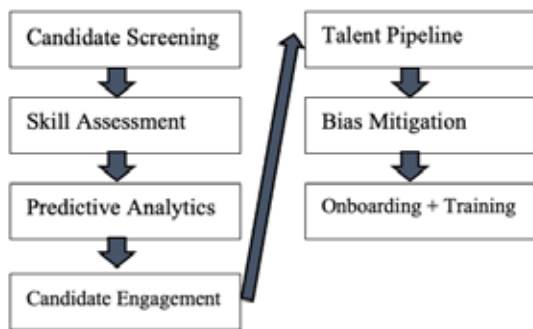 Candidate Screening
Skill Assessment
Predictive Analytics
Candidate Engagement
Talent Pipeline
Bias Mitigation
Onboarding + Training